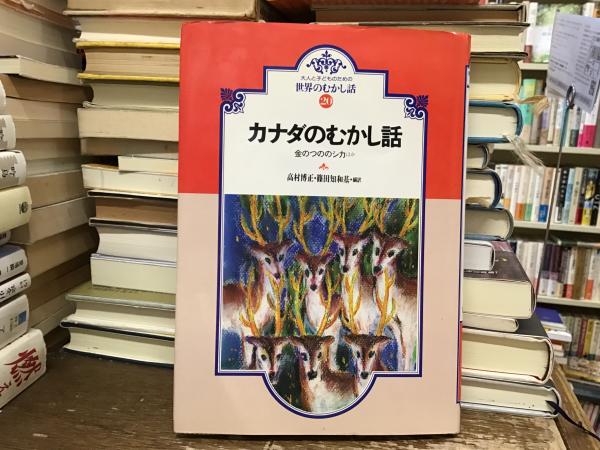 大人と子どものための
世界のむかし話
20
カナダのむかし話
金のつののシカほか
高村博正・篠田知和基・編訳
燃え